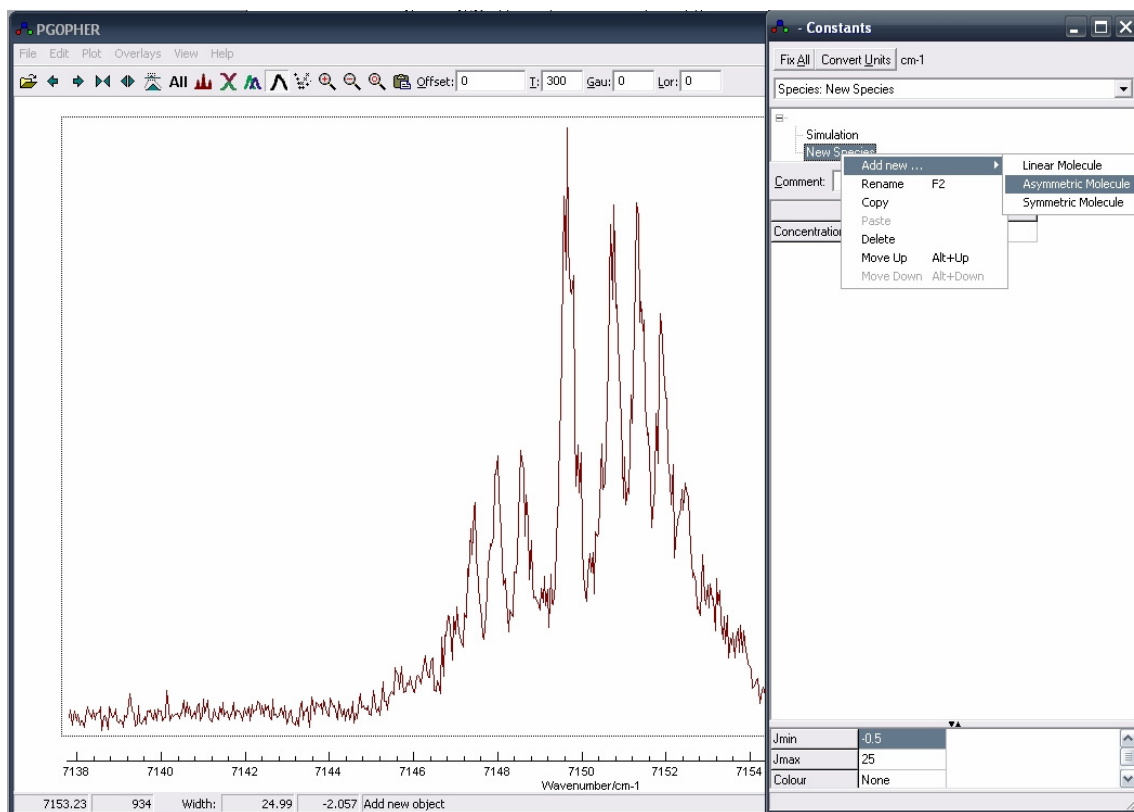 PGOPHER
File Edit Plot Overlays View Help
All Offset: 0 T: 300 Gau: 0 Lor: 0
7138 7140 7142 7144 7146 7148 7150 7152 7154
Wavenumber/cm-1
7153.23 934 Width: 24.99 -2.057 Add new object
- Constants
Fix All Convert Units cm-1
Species: New Species
Simulation
New Species
Comment:
Concentration
Add new ...
Rename F2
Copy
Paste
Delete
Move Up Alt+Up
Move Down Alt+Down
Linear Molecule
Asymmetric Molecule
Symmetric Molecule
Jmin -0.5
Jmax 25
Colour None